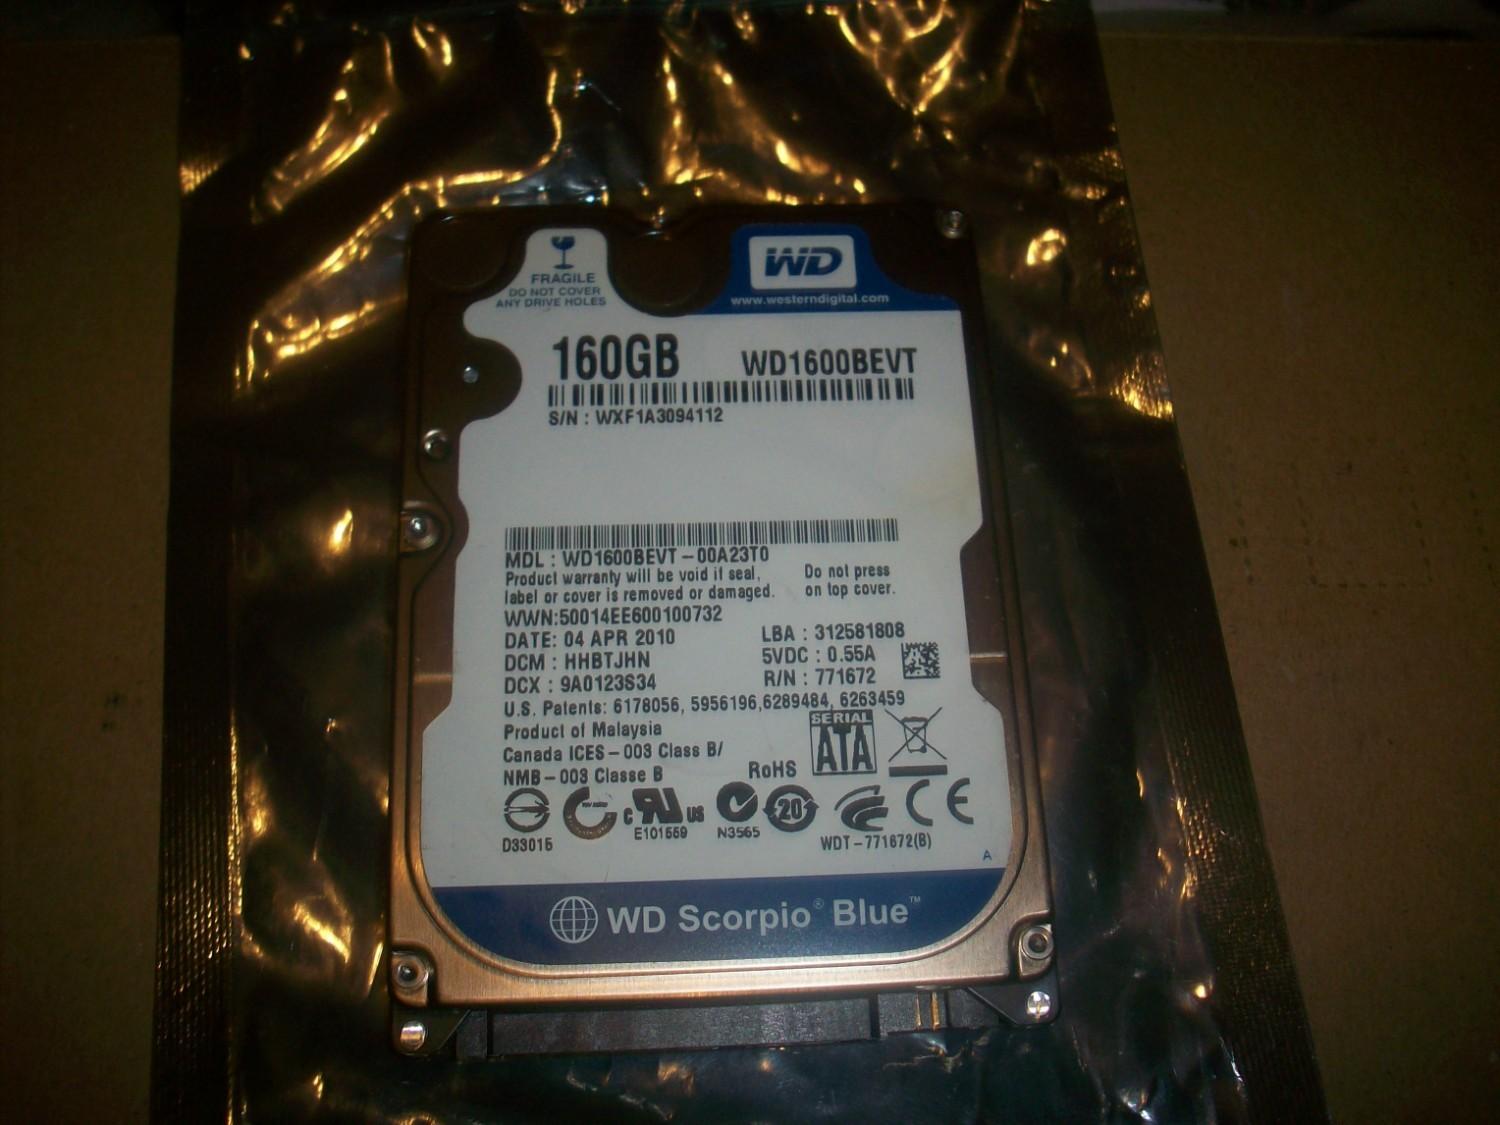 FRAGILE
DO NOT COVER
ANY DRIVE HOLES
WD
www.westerndigital.com
160GB WD1600BEVT
S/N : WXF1A3094112
MDL : WD1600BEVT – 00A23T0
Product warranty will be void if seal, Do not press
label or cover is removed or damaged. on top cover.
WWN:50014EE600100732
DATE: 04 APR 2010 LBA : 312581808
DCM : HHBTJHN 5VDC : 0.55A
DCX : 9A0123S34 R/N : 771672
U.S. Patents: 6178056, 5956196,6289484, 6263459
Product of Malaysia SERIAL
Canada ICES – 003 Class B/ ATA
NMB – 003 Classe B RoHS
c US 20 CE
D33015 E101559 N3565 WDT – 771672(B)
A
WD Scorpio® Blue™